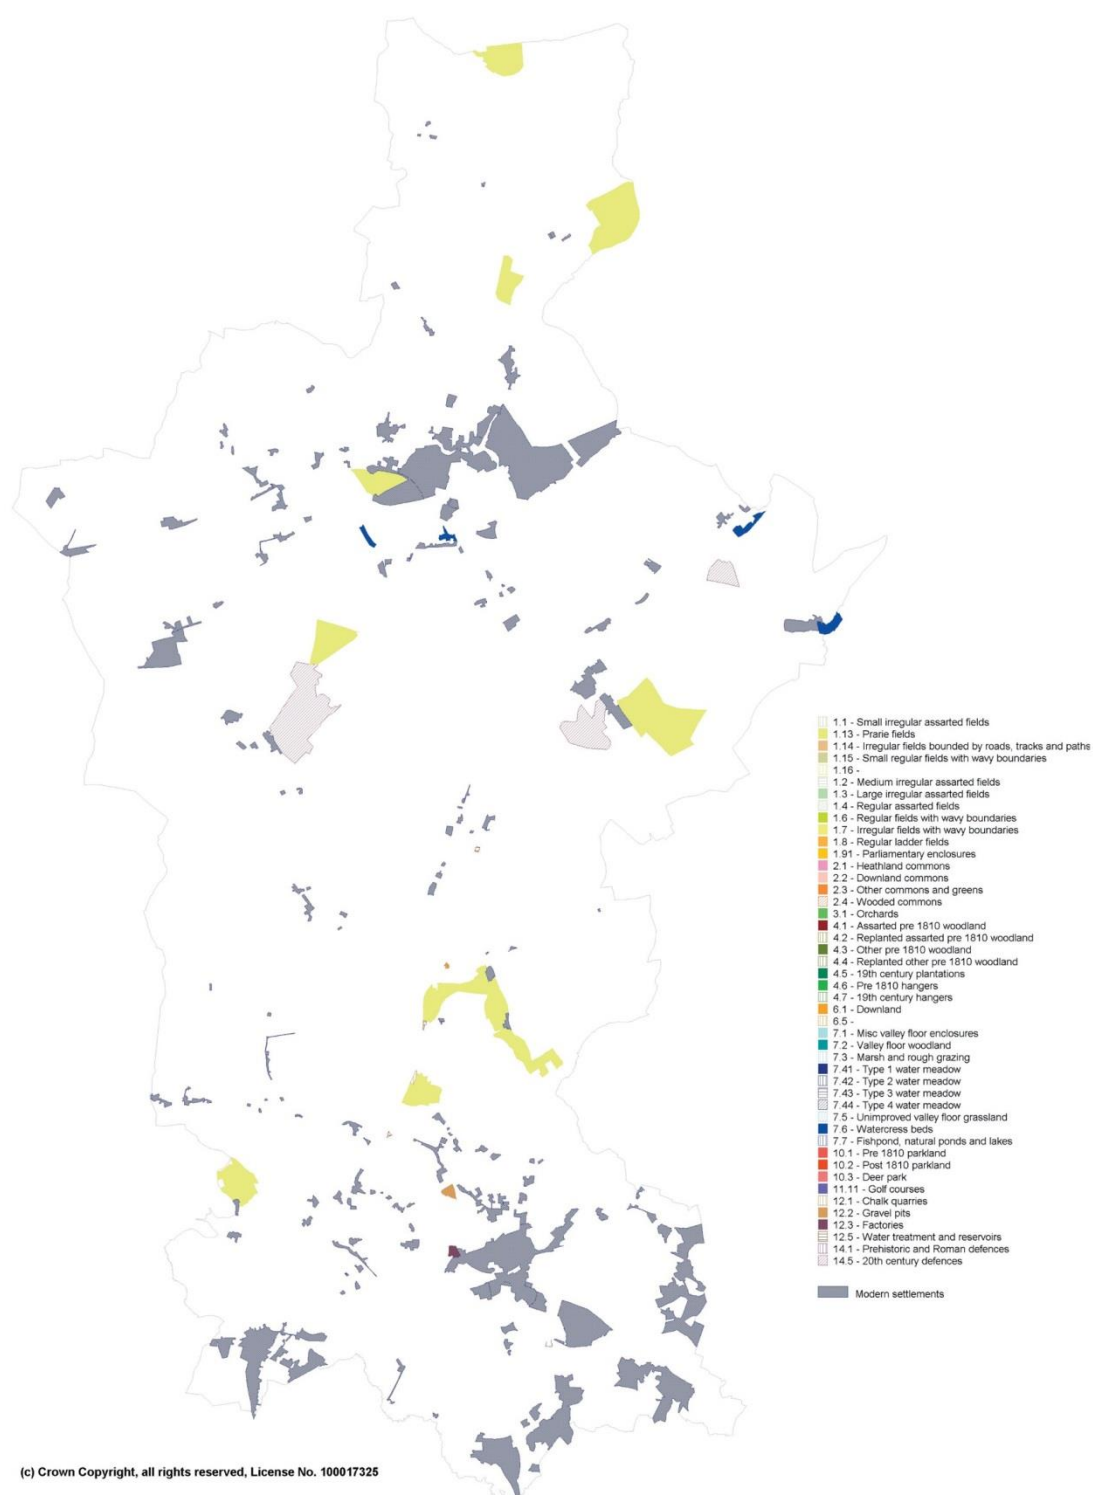 1.1 - Small irregular assarted fields
1.13 - Prarie fields
1.14 - Irregular fields bounded by roads, tracks and paths
1.15 - Small regular fields with wavy boundaries
1.16 -
1.2 - Medium irregular assarted fields
1.3 - Large irregular assarted fields
1.4 - Regular assarted fields
1.6 - Regular fields with wavy boundaries
1.7 - Irregular fields with wavy boundaries
1.8 - Regular ladder fields
1.91 - Parliamentary enclosures
2.1 - Heathland commons
2.2 - Downland commons
2.3 - Other commons and greens
2.4 - Wooded commons
3.1 - Orchards
4.1 - Assarted pre 1810 woodland
4.2 - Replanted assarted pre 1810 woodland
4.3 - Other pre 1810 woodland
4.4 - Replanted other pre 1810 woodland
4.5 - 19th century plantations
4.6 - Pre 1810 hangers
4.7 - 19th century hangers
6.1 - Downland
6.5 -
7.1 - Misc valley floor enclosures
7.2 - Valley floor woodland
7.3 - Marsh and rough grazing
7.41 - Type 1 water meadow
7.42 - Type 2 water meadow
7.43 - Type 3 water meadow
7.44 - Type 4 water meadow
7.5 - Unimproved valley floor grassland
7.6 - Watercress beds
7.7 - Fishpond, natural ponds and lakes
10.1 - Pre 1810 parkland
10.2 - Post 1810 parkland
10.3 - Deer park
11.11 - Golf courses
12.1 - Chalk quarries
12.2 - Gravel pits
12.3 - Factories
12.5 - Water treatment and reservoirs
14.1 - Prehistoric and Roman defences
14.5 - 20th century defences
Modern settlements
(c) Crown Copyright, all rights reserved, License No. 100017325